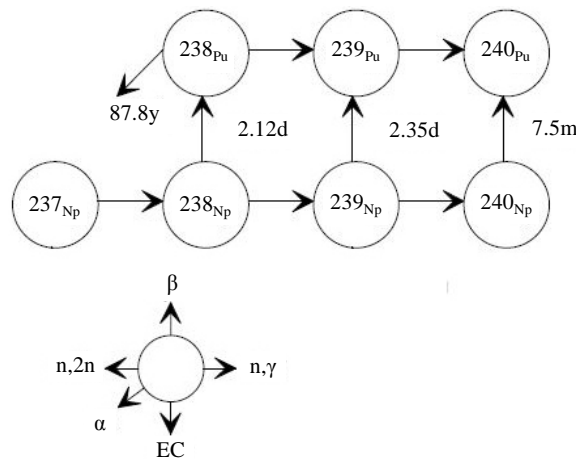 238Pu 239Pu 240Pu
87.8y 2.12d 2.35d 7.5m
237Np 238Np 239Np 240Np
β
n,2n n,γ
α
EC